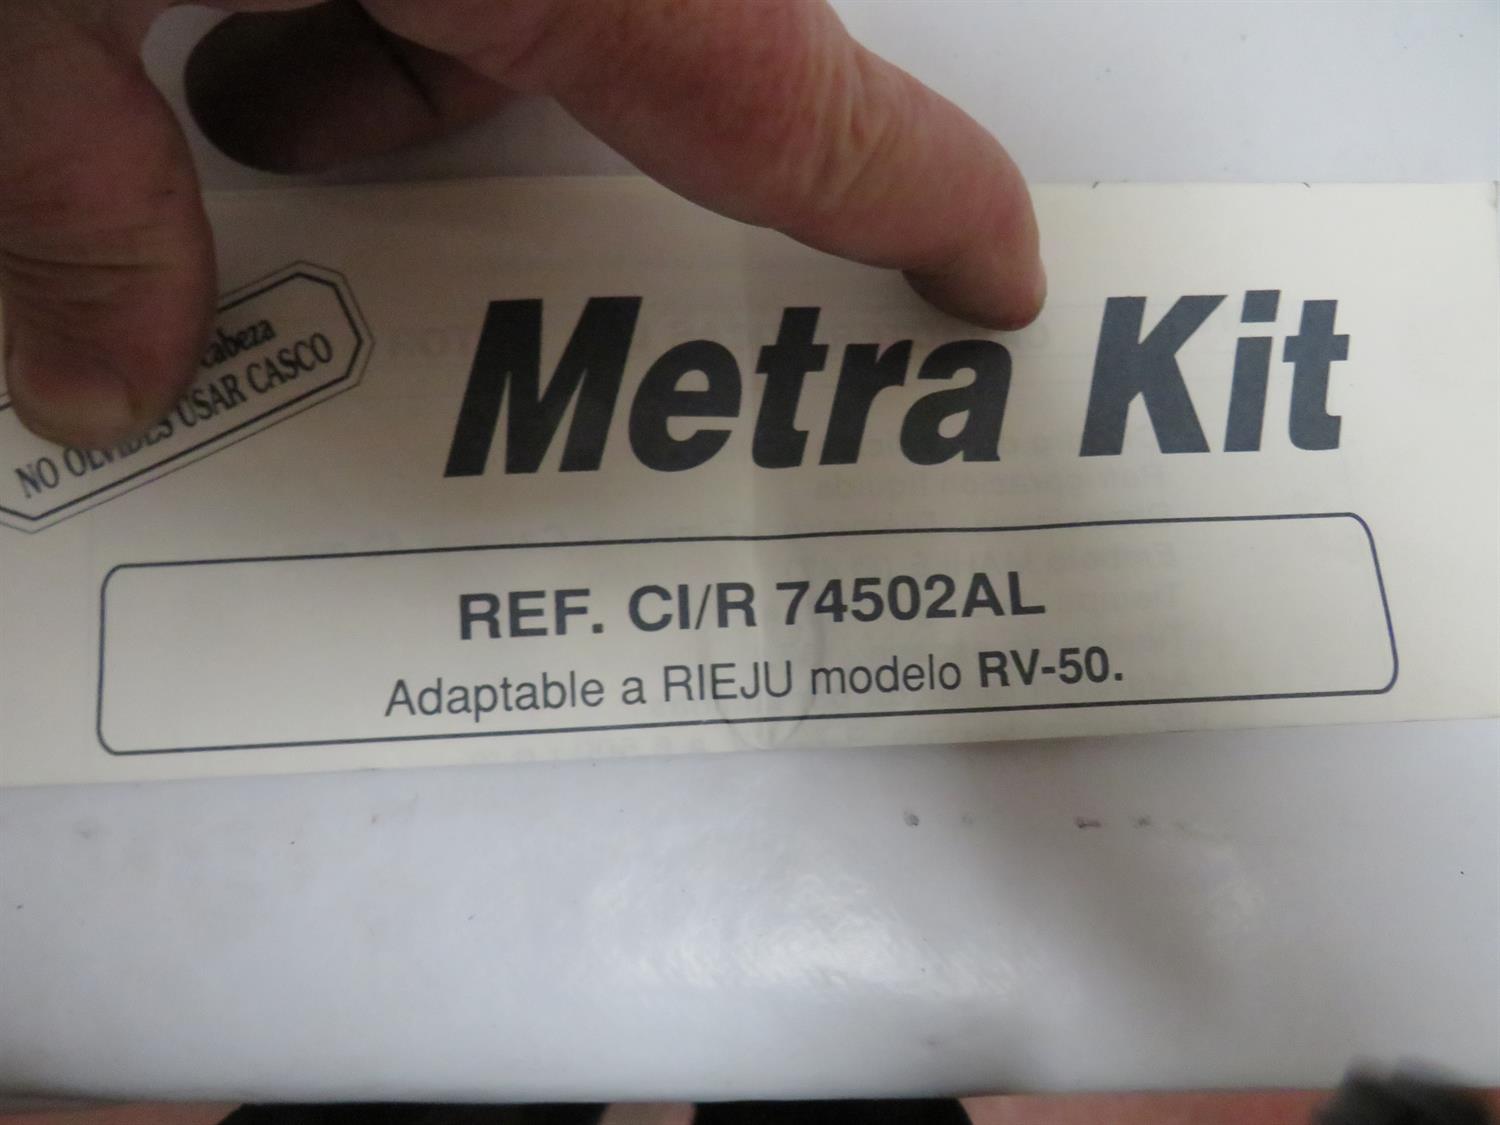 cabeza
NO OLVIDES USAR CASCO
Metra Kit
REF. CI/R 74502AL
Adaptable a RIEJU modelo RV-50.